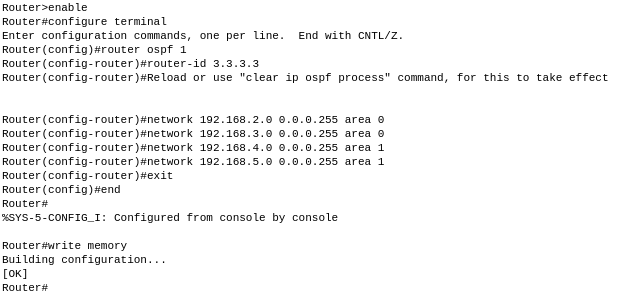 Router>enable
Router#configure terminal
Enter configuration commands, one per line.  End with CNTL/Z.
Router(config)#router ospf 1
Router(config-router)#router-id 3.3.3.3
Router(config-router)#Reload or use "clear ip ospf process" command, for this to take effect
Router(config-router)#network 192.168.2.0 0.0.0.255 area 0
Router(config-router)#network 192.168.3.0 0.0.0.255 area 0
Router(config-router)#network 192.168.4.0 0.0.0.255 area 1
Router(config-router)#network 192.168.5.0 0.0.0.255 area 1
Router(config-router)#exit
Router(config)#end
Router#
%SYS-5-CONFIG_I: Configured from console by console
Router#write memory
Building configuration...
[OK]
Router#